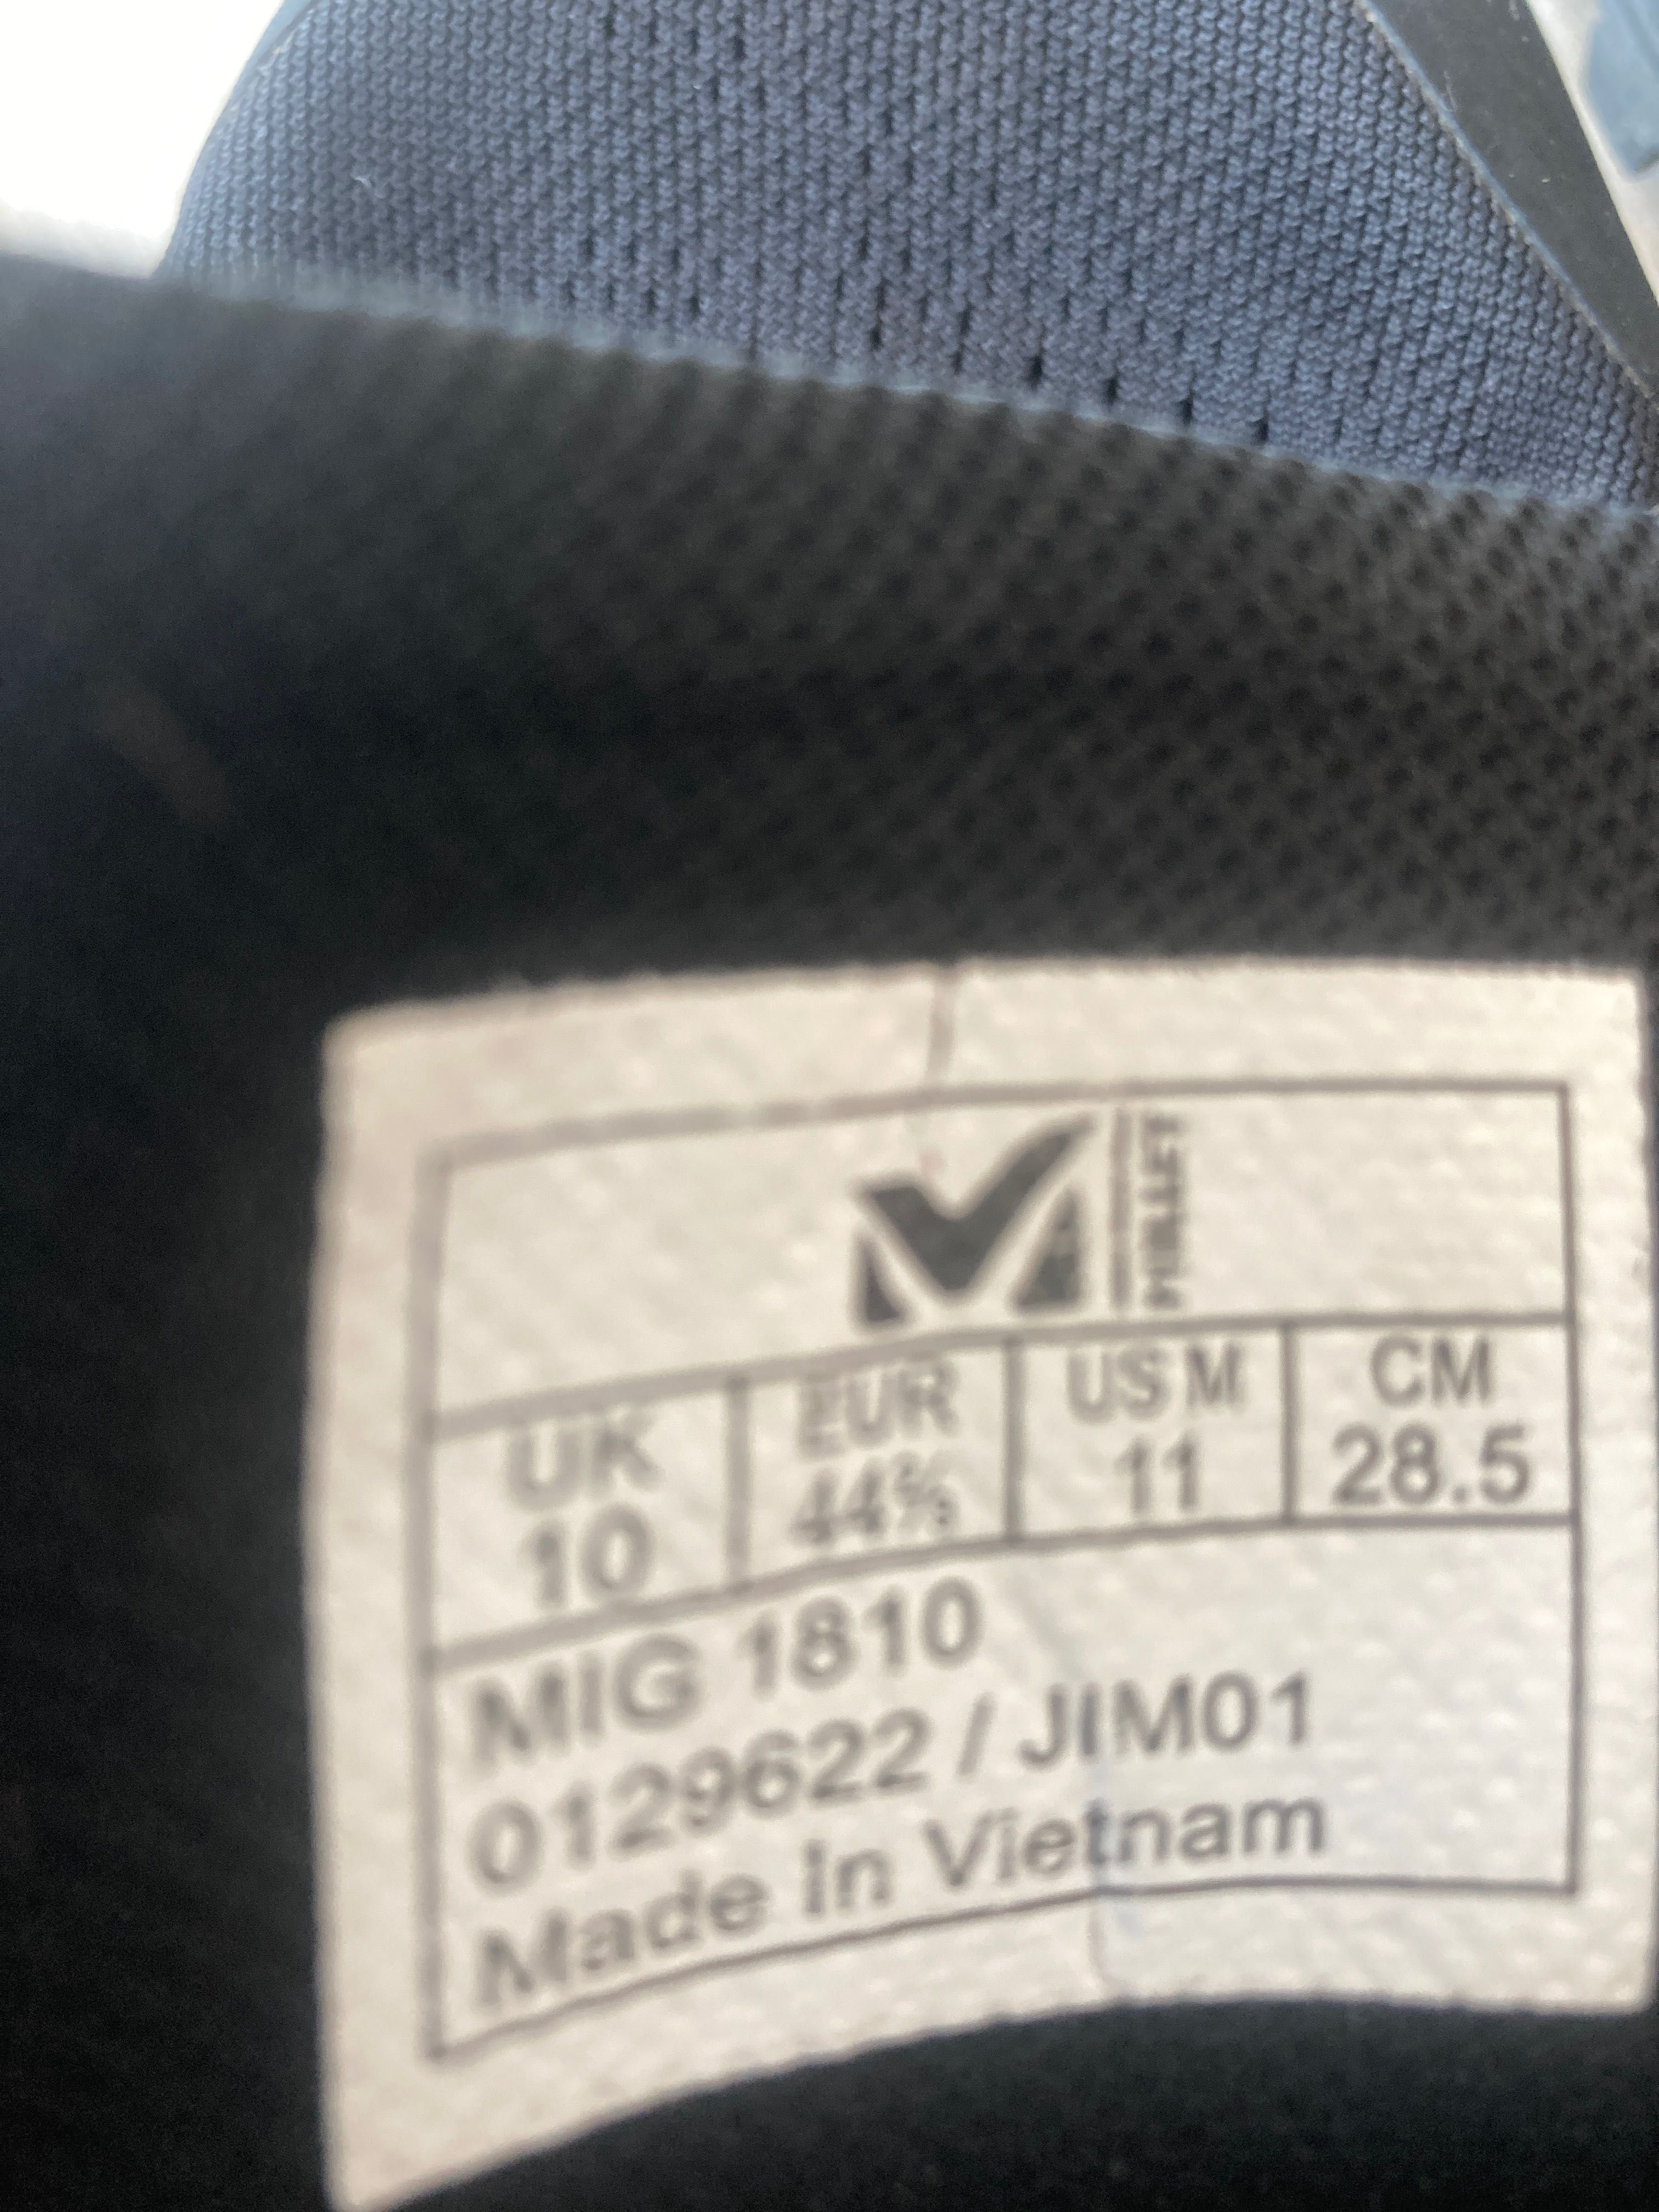 MILLET
UK EUR US M CM
10 44⅔ 11 28.5
MIG 1810
0129622 / JIM01
Made In Vietnam